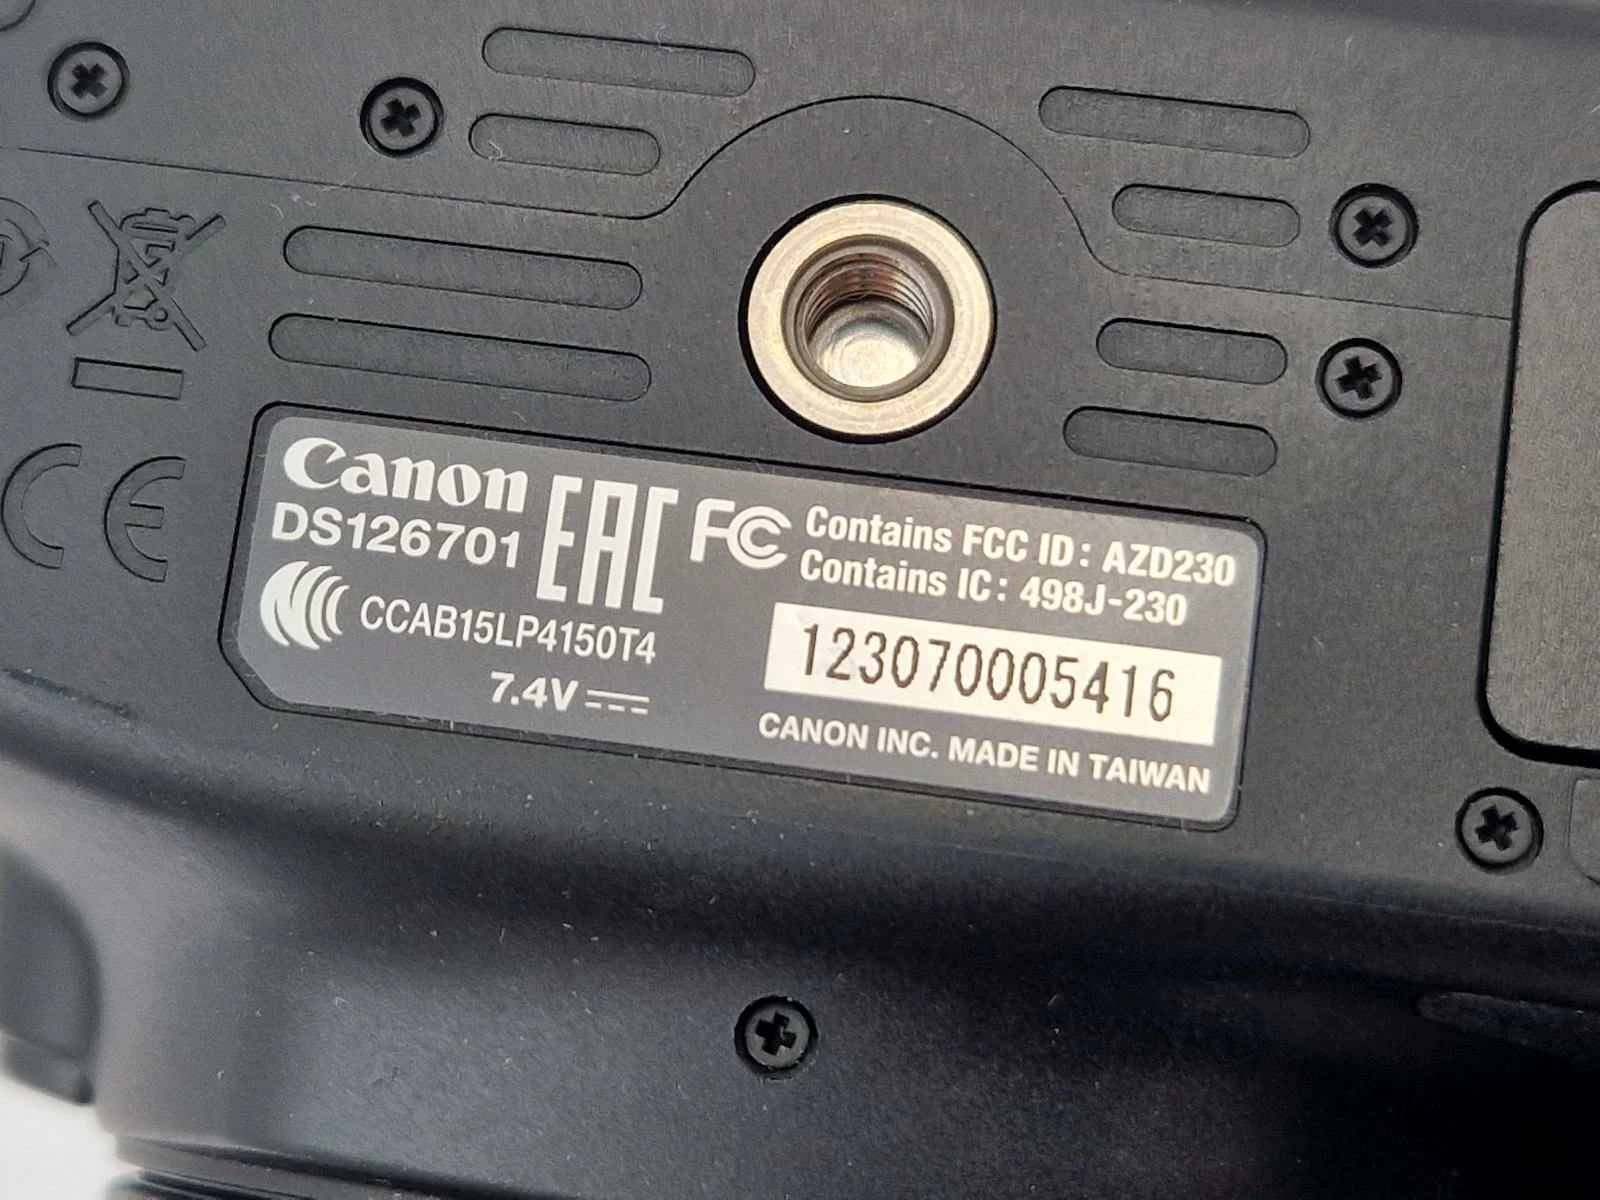 Canon
DS126701
EAC
FC
Contains FCC ID: AZD230
Contains IC: 498J-230
CCAB15LP4150T4
7.4V
123070005416
CANON INC. MADE IN TAIWAN
CE